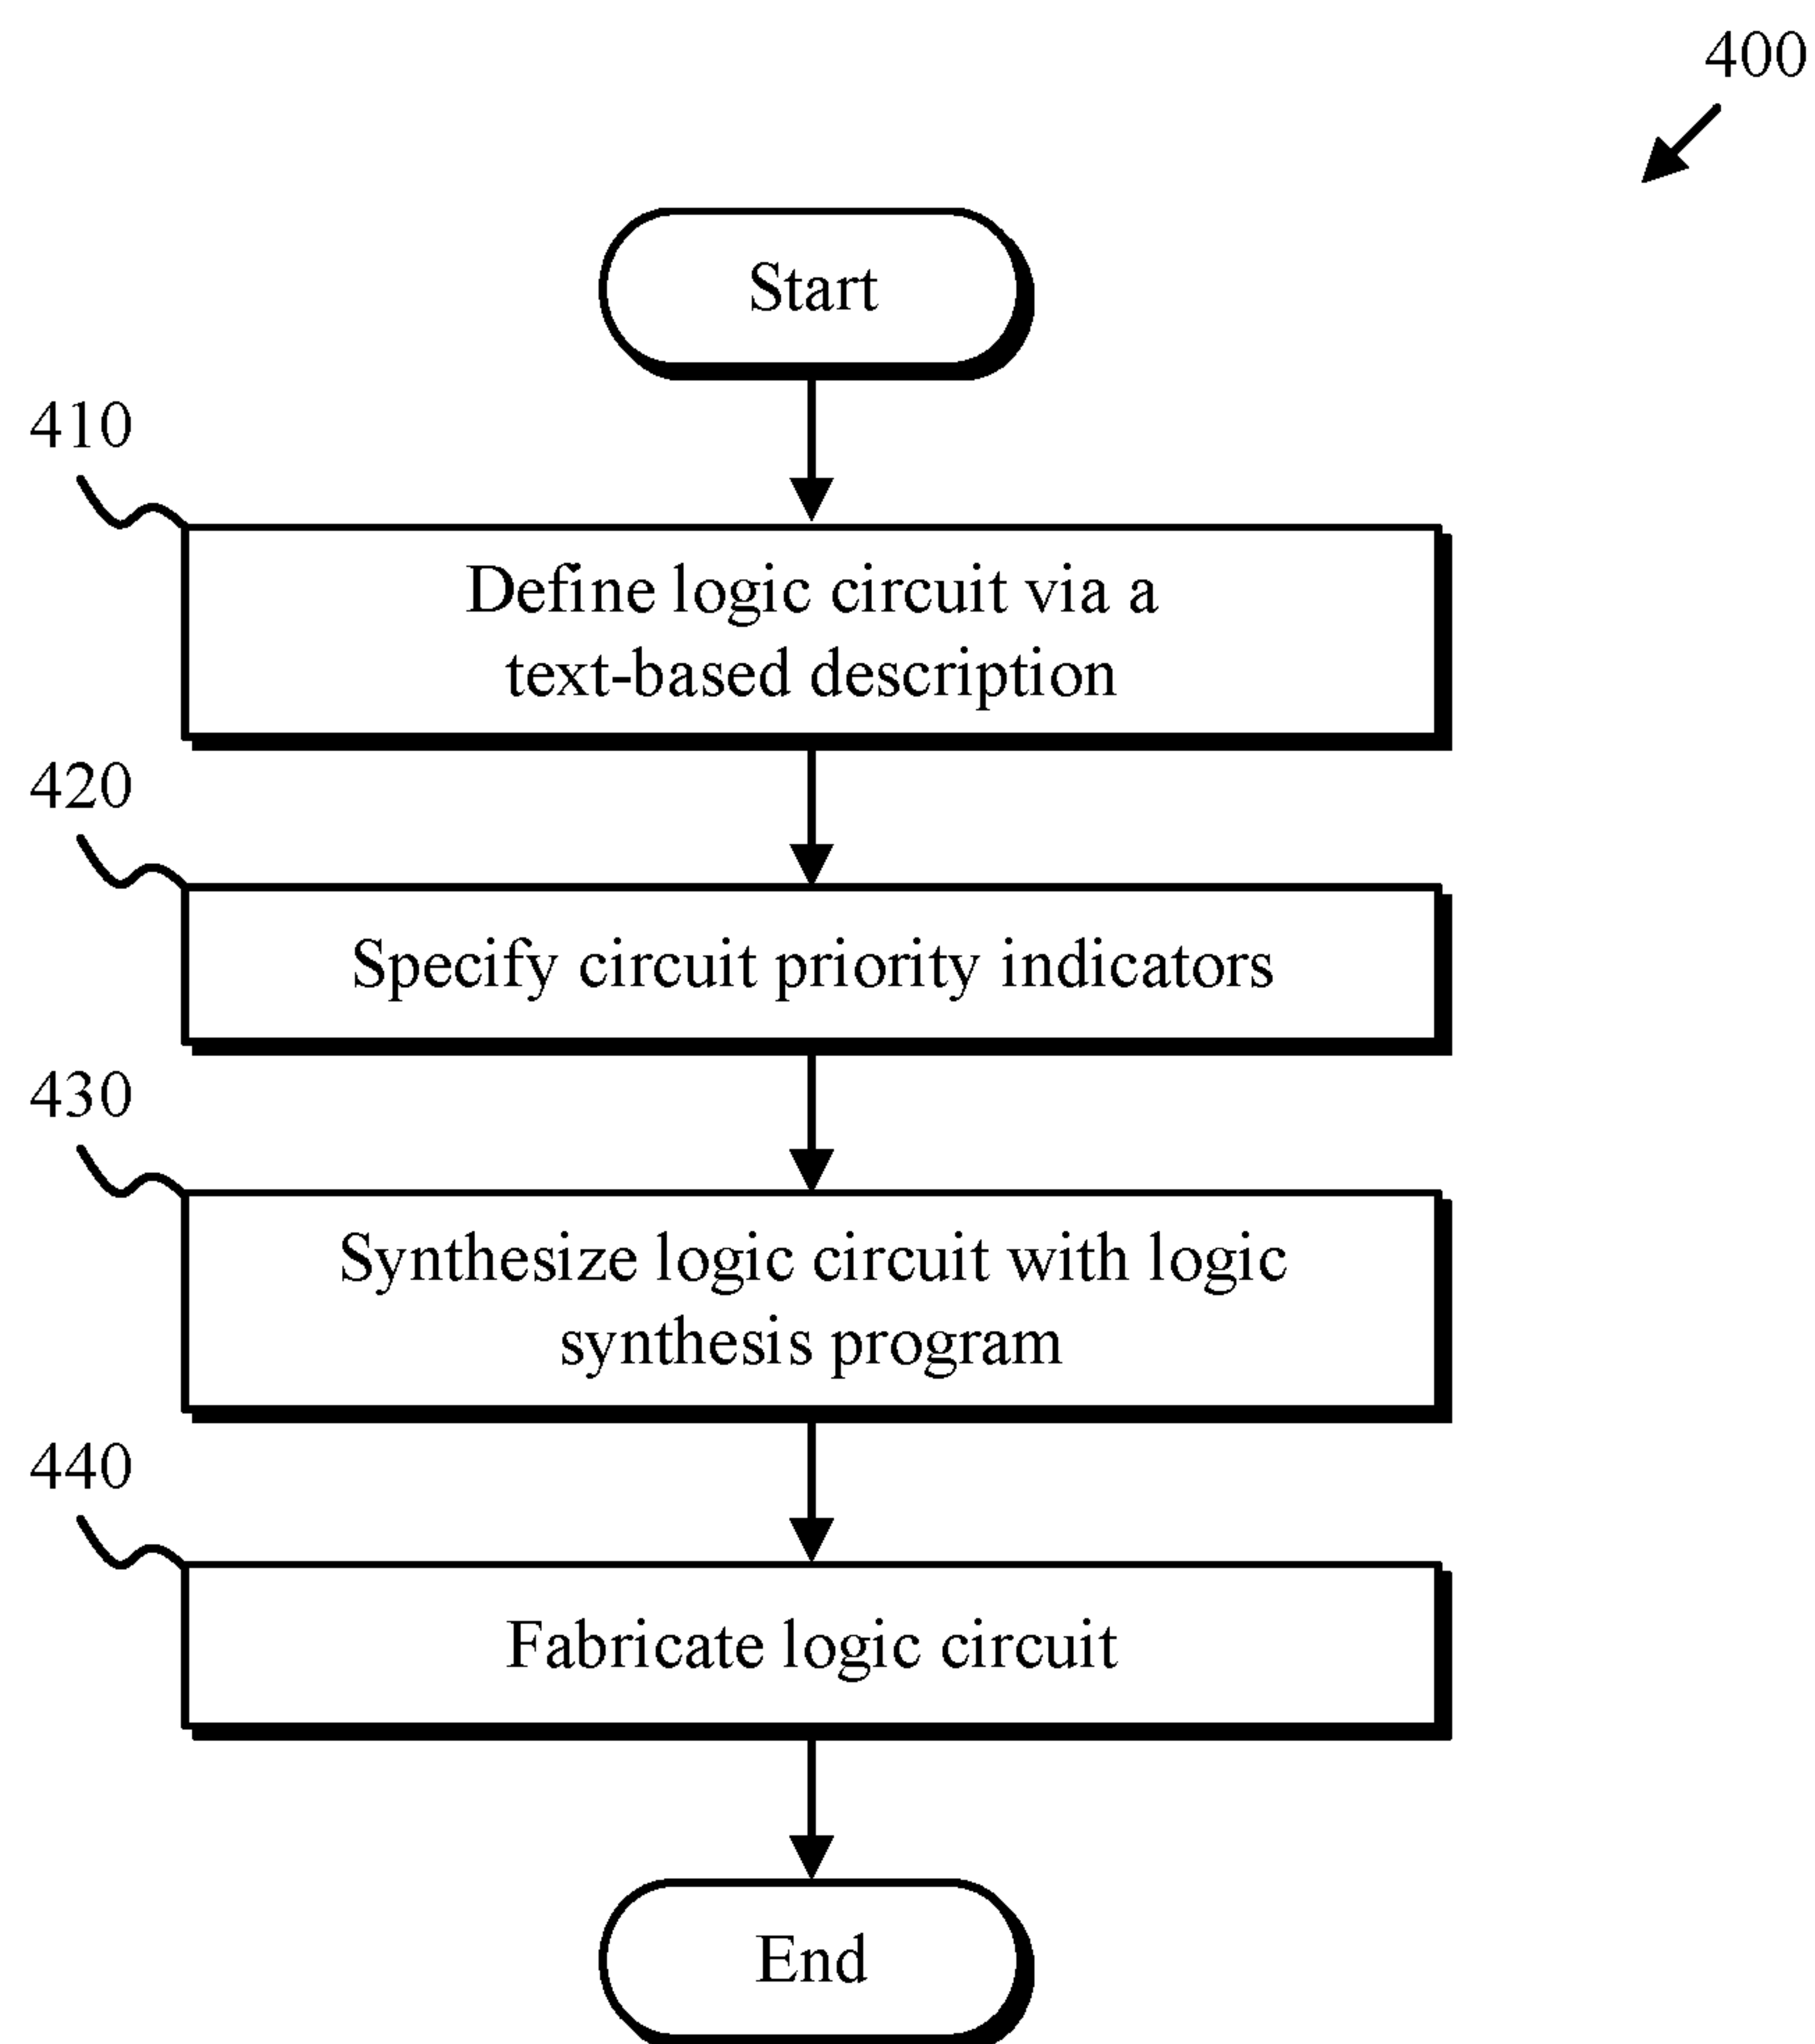 400
Start
410
Define logic circuit via a
text-based description
420
Specify circuit priority indicators
430
Synthesize logic circuit with logic
synthesis program
440
Fabricate logic circuit
End